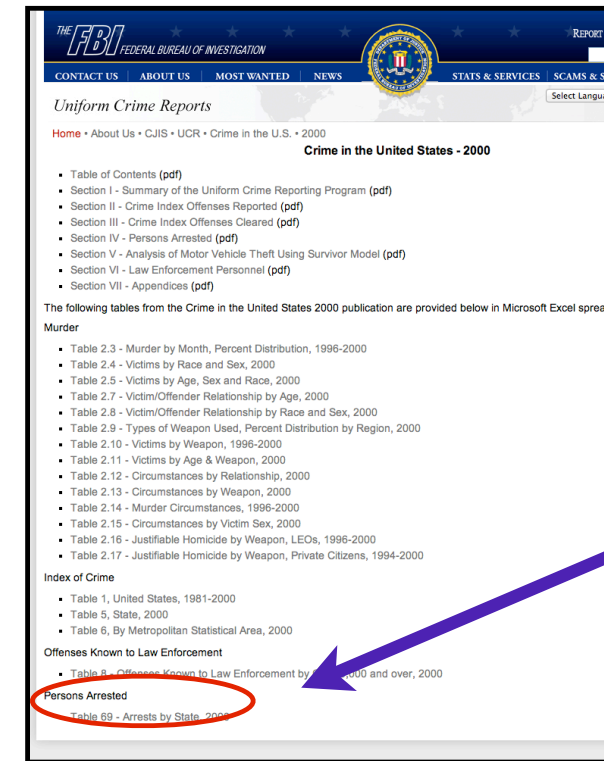 THE FBI FEDERAL BUREAU OF INVESTIGATION
REPORT
CONTACT US ABOUT US MOST WANTED NEWS STATS & SERVICES SCAMS & S
Uniform Crime Reports
Select Langua
Home • About Us • CJIS • UCR • Crime in the U.S. • 2000
Crime in the United States - 2000
Table of Contents (pdf)
Section I - Summary of the Uniform Crime Reporting Program (pdf)
Section II - Crime Index Offenses Reported (pdf)
Section III - Crime Index Offenses Cleared (pdf)
Section IV - Persons Arrested (pdf)
Section V - Analysis of Motor Vehicle Theft Using Survivor Model (pdf)
Section VI - Law Enforcement Personnel (pdf)
Section VII - Appendices (pdf)
The following tables from the Crime in the United States 2000 publication are provided below in Microsoft Excel sprea
Murder
Table 2.3 - Murder by Month, Percent Distribution, 1996-2000
Table 2.4 - Victims by Race and Sex, 2000
Table 2.5 - Victims by Age, Sex and Race, 2000
Table 2.7 - Victim/Offender Relationship by Age, 2000
Table 2.8 - Victim/Offender Relationship by Race and Sex, 2000
Table 2.9 - Types of Weapon Used, Percent Distribution by Region, 2000
Table 2.10 - Victims by Weapon, 1996-2000
Table 2.11 - Victims by Age & Weapon, 2000
Table 2.12 - Circumstances by Relationship, 2000
Table 2.13 - Circumstances by Weapon, 2000
Table 2.14 - Murder Circumstances, 1996-2000
Table 2.15 - Circumstances by Victim Sex, 2000
Table 2.16 - Justifiable Homicide by Weapon, LEOs, 1996-2000
Table 2.17 - Justifiable Homicide by Weapon, Private Citizens, 1994-2000
Index of Crime
Table 1, United States, 1981-2000
Table 5, State, 2000
Table 6, By Metropolitan Statistical Area, 2000
Offenses Known to Law Enforcement
Table 8 - Offenses Known to Law Enforcement by and over, 2000
Persons Arrested
Table 69 - Arrests by State, 2000